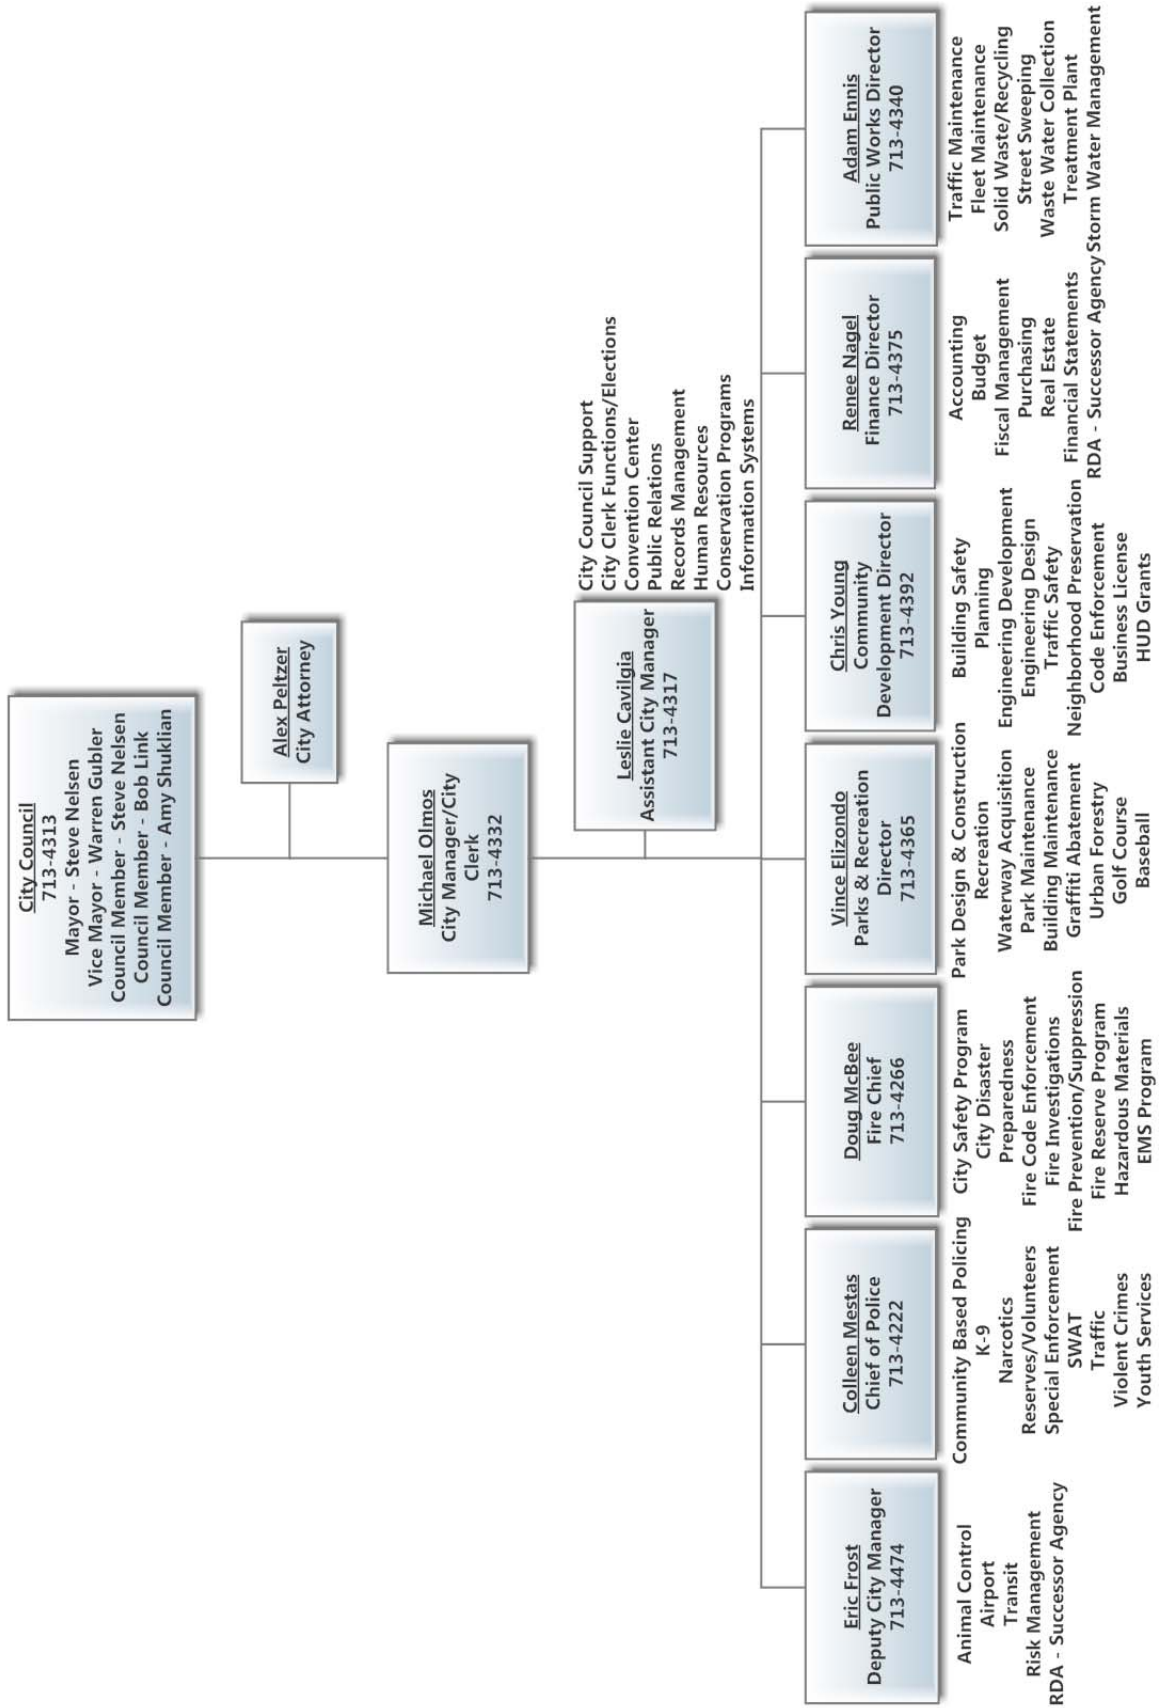 City Council
713-4313
Mayor - Steve Nelsen
Vice Mayor - Warren Gubler
Council Member - Steve Nelsen
Council Member - Bob Link
Council Member - Amy Shuklian
Alex Peltzer
City Attorney
Michael Olmos
City Manager/City
Clerk
713-4332
Leslie Cavilgia
Assistant City Manager
713-4317
City Council Support
City Clerk Functions/Elections
Convention Center
Public Relations
Records Management
Human Resources
Conservation Programs
Information Systems
Eric Frost
Deputy City Manager
713-4474
Animal Control
Airport
Transit
Risk Management
RDA - Successor Agency
Colleen Mestas
Chief of Police
713-4222
Community Based Policing
K-9
Narcotics
Reserves/Volunteers
Special Enforcement
SWAT
Traffic
Violent Crimes
Youth Services
Doug McBee
Fire Chief
713-4266
City Safety Program
City Disaster
Preparedness
Fire Code Enforcement
Fire Investigations
Fire Prevention/Suppression
Fire Reserve Program
Hazardous Materials
EMS Program
Vince Elizondo
Parks & Recreation
Director
713-4365
Park Design & Construction
Recreation
Waterway Acquisition
Park Maintenance
Building Maintenance
Graffiti Abatement
Urban Forestry
Golf Course
Baseball
Chris Young
Community
Development Director
713-4392
Building Safety
Planning
Engineering Development
Engineering Design
Traffic Safety
Neighborhood Preservation
Code Enforcement
Business License
HUD Grants
Renee Nagel
Finance Director
713-4375
Accounting
Budget
Fiscal Management
Purchasing
Real Estate
Financial Statements
RDA - Successor Agency
Adam Ennis
Public Works Director
713-4340
Traffic Maintenance
Fleet Maintenance
Solid Waste/Recycling
Street Sweeping
Waste Water Collection
Treatment Plant
Storm Water Management